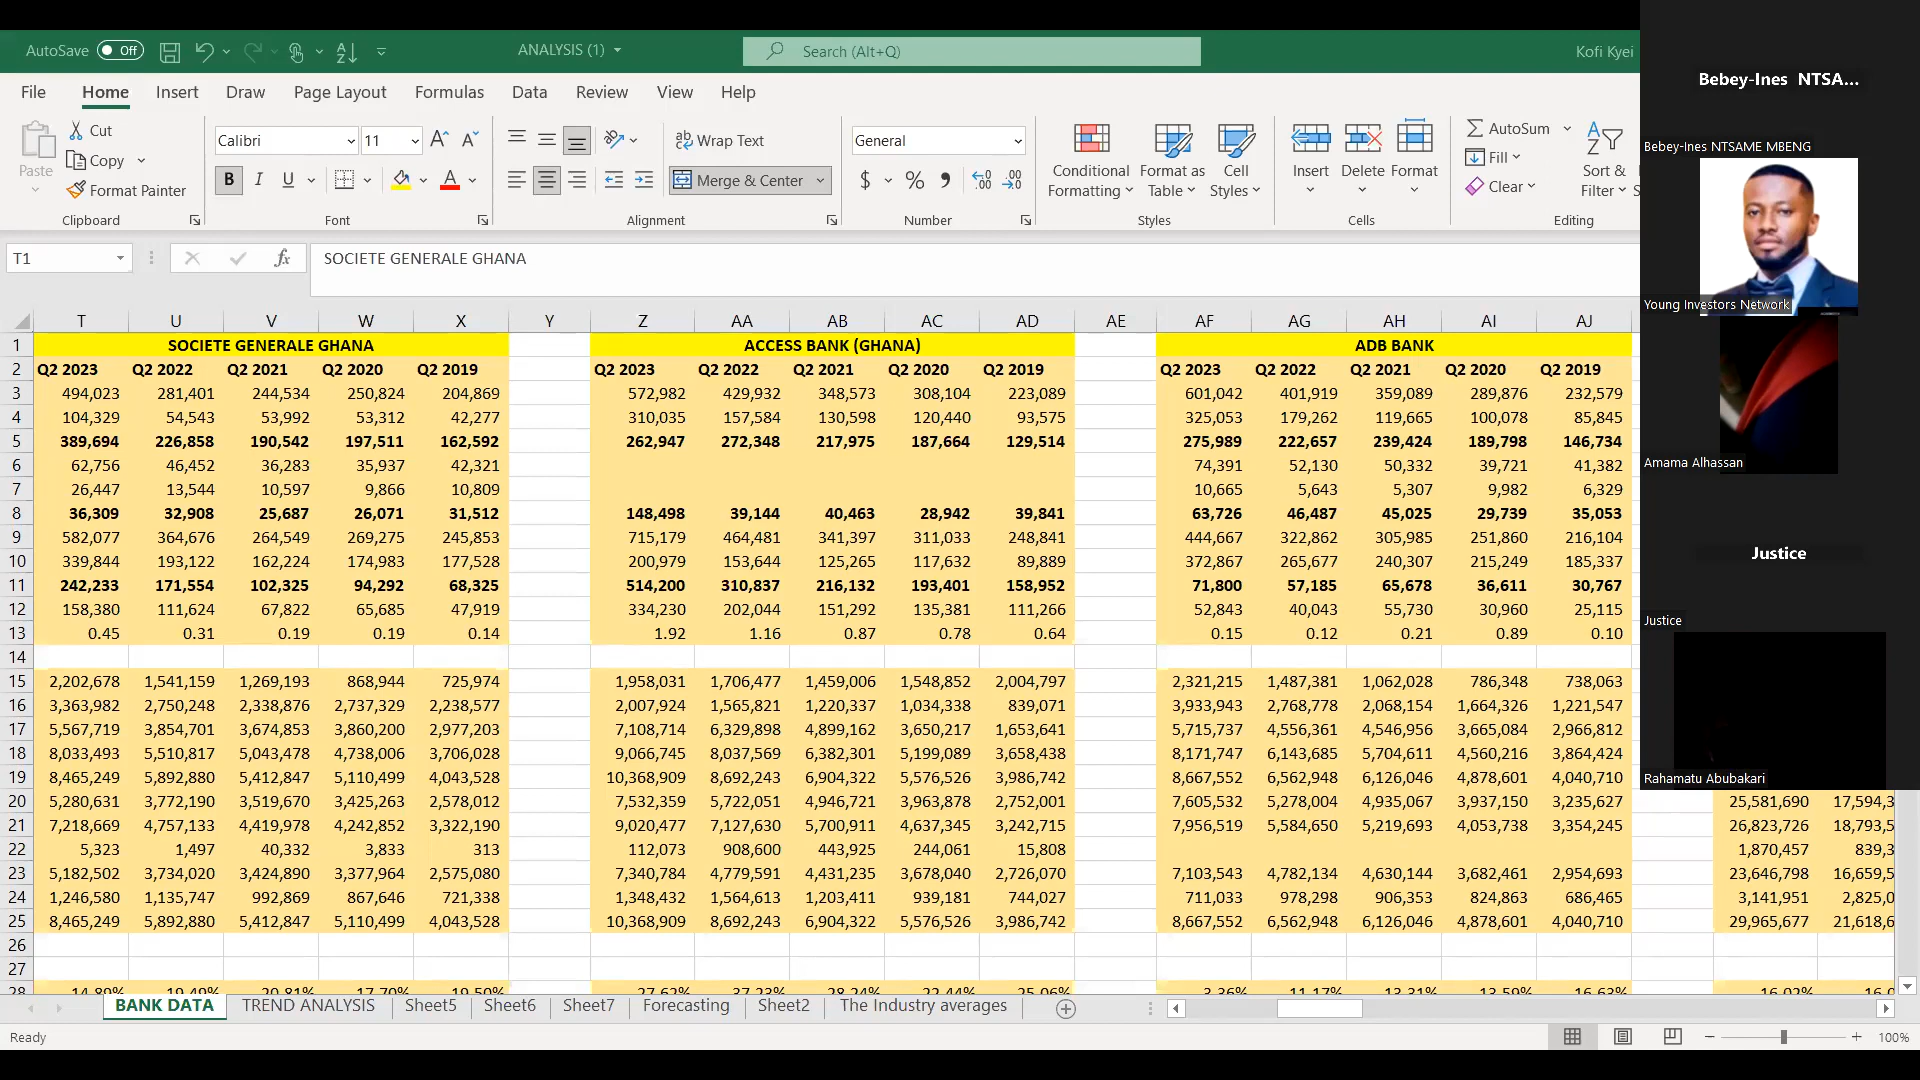 AutoSave Off ANALYSIS (1) Search (Alt+Q) Kofi Kyei
File Home Insert Draw Page Layout Formulas Data Review View Help
Cut
Copy
Format Painter
Paste
Calibri 11
Wrap Text
Merge & Center
General
Conditional Formatting Format as Table Cell Styles Insert Delete Format
AutoSum
Fill
Clear
Sort & Filter
Clipboard Font Alignment Number Styles Cells Editing
T1 SOCIETE GENERALE GHANA
T U V W X Y Z AA AB AC AD AE AF AG AH AI AJ
1 SOCIETE GENERALE GHANA ACCESS BANK (GHANA) ADB BANK
2 Q2 2023 Q2 2022 Q2 2021 Q2 2020 Q2 2019 Q2 2023 Q2 2022 Q2 2021 Q2 2020 Q2 2019 Q2 2023 Q2 2022 Q2 2021 Q2 2020 Q2 2019
3 494,023 281,401 244,534 250,824 204,869 572,982 429,932 348,573 308,104 223,089 601,042 401,919 359,089 289,876 232,579
4 104,329 54,543 53,992 53,312 42,277 310,035 157,584 130,598 120,440 93,575 325,053 179,262 119,665 100,078 85,845
5 389,694 226,858 190,542 197,511 162,592 262,947 272,348 217,975 187,664 129,514 275,989 222,657 239,424 189,798 146,734
6 62,756 46,452 36,283 35,937 42,321 74,391 52,130 50,332 39,721 41,382
7 26,447 13,544 10,597 9,866 10,809 10,665 5,643 5,307 9,982 6,329
8 36,309 32,908 25,687 26,071 31,512 148,498 39,144 40,463 28,942 39,841 63,726 46,487 45,025 29,739 35,053
9 582,077 364,676 264,549 269,275 245,853 715,179 464,481 341,397 311,033 248,841 444,667 322,862 305,985 251,860 216,104
10 339,844 193,122 162,224 174,983 177,528 200,979 153,644 125,265 117,632 89,889 372,867 265,677 240,307 215,249 185,337
11 242,233 171,554 102,325 94,292 68,325 514,200 310,837 216,132 193,401 158,952 71,800 57,185 65,678 36,611 30,767
12 158,380 111,624 67,822 65,685 47,919 334,230 202,044 151,292 135,381 111,266 52,843 40,043 55,730 30,960 25,115
13 0.45 0.31 0.19 0.19 0.14 1.92 1.16 0.87 0.78 0.64 0.15 0.12 0.21 0.89 0.10
14
15 2,202,678 1,541,159 1,269,193 868,944 725,974 1,958,031 1,706,477 1,459,006 1,548,852 2,004,797 2,321,215 1,487,381 1,062,028 786,348 738,063
16 3,363,982 2,750,248 2,338,876 2,737,329 2,238,577 2,007,924 1,565,821 1,220,337 1,034,338 839,071 3,933,943 2,768,778 2,068,154 1,664,326 1,221,547
17 5,567,719 3,854,701 3,674,853 3,860,200 2,977,203 7,108,714 6,329,898 4,899,162 3,650,217 1,653,641 5,715,737 4,556,361 4,546,956 3,665,084 2,966,812
18 8,033,493 5,510,817 5,043,478 4,738,006 3,706,028 9,066,745 8,037,569 6,382,301 5,199,089 3,658,438 8,171,747 6,143,685 5,704,611 4,560,216 3,864,424
19 8,465,249 5,892,880 5,412,847 5,110,499 4,043,528 10,368,909 8,692,243 6,904,322 5,576,526 3,986,742 8,667,552 6,562,948 6,126,046 4,878,601 4,040,710
20 5,280,631 3,772,190 3,519,670 3,425,263 2,578,012 7,532,359 5,722,051 4,946,721 3,963,878 2,752,001 7,605,532 5,278,004 4,935,067 3,937,150 3,235,627 25,581,690 17,594,3
21 7,218,669 4,757,133 4,419,978 4,242,852 3,322,190 9,020,477 7,127,630 5,700,911 4,637,345 3,242,715 7,956,519 5,584,650 5,219,693 4,053,738 3,354,245 26,823,726 18,793,5
22 5,323 1,497 40,332 3,833 313 112,073 908,600 443,925 244,061 15,808 1,870,457 839,3
23 5,182,502 3,734,020 3,424,890 3,377,964 2,575,080 7,340,784 4,779,591 4,431,235 3,678,040 2,726,070 7,103,543 4,782,134 4,630,144 3,682,461 2,954,693 23,646,798 16,659,5
24 1,246,580 1,135,747 992,869 867,646 721,338 1,348,432 1,564,613 1,203,411 939,181 744,027 711,033 978,298 906,353 824,863 686,465 3,141,951 2,825,0
25 8,465,249 5,892,880 5,412,847 5,110,499 4,043,528 10,368,909 8,692,243 6,904,322 5,576,526 3,986,742 8,667,552 6,562,948 6,126,046 4,878,601 4,040,710 29,965,677 21,618,6
26
27
28
BANK DATA TREND ANALYSIS Sheet5 Sheet6 Sheet7 Forecasting Sheet2 The Industry averages
Ready 100%
Bebey-Ines NTSA...
Bebey-Ines NTSAME MBENG
Young Investors Network
Amama Alhassan
Justice
Justice
Rahamatu Abubakari